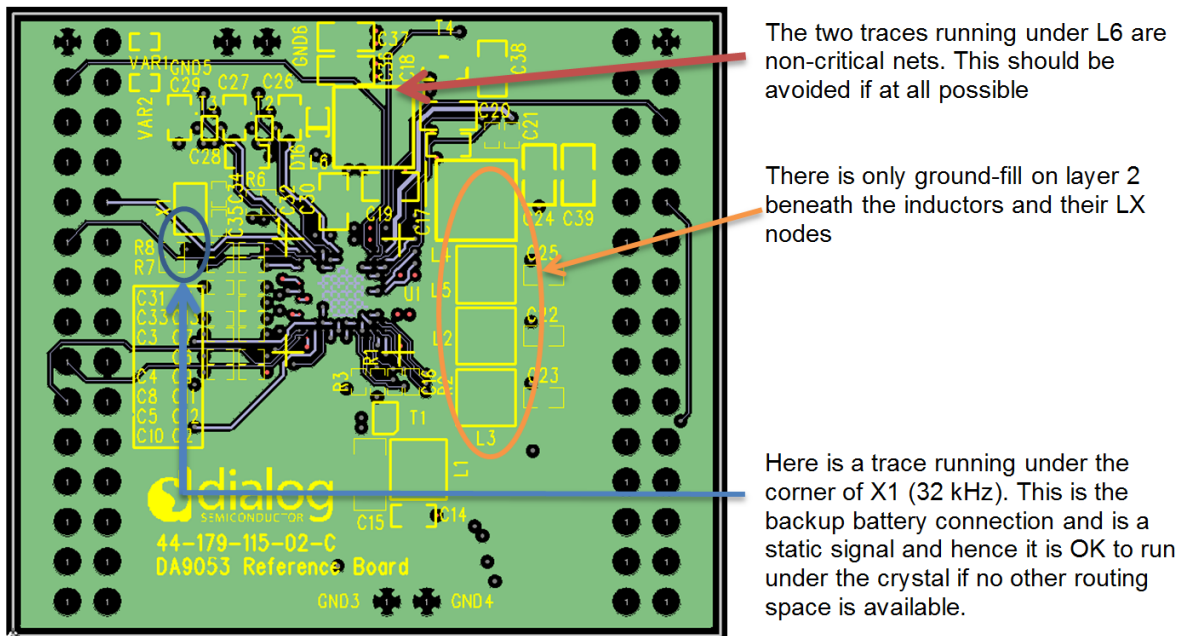 The two traces running under L6 are
non-critical nets. This should be
avoided if at all possible
There is only ground-fill on layer 2
beneath the inductors and their LX
nodes
Here is a trace running under the
corner of X1 (32 kHz). This is the
backup battery connection and is a
static signal and hence it is OK to run
under the crystal if no other routing
space is available.
VAR1
GND5
GND6
C37
T4
C18
C38
VAR2
C29
C27
C26
T3
T2
C20
C21
C28
D16
L6
R6
X1
C34
C35
C32
C30
C19
C17
C24
C39
R8
R7
L4
C25
L5
U1
C31
C33
C3
L2
C22
C4
C8
C5
C10
R3
R1
C16
C23
T1
L3
L1
C15
C14
dialog
SEMICONDUCTOR
44-179-115-02-C
DA9053 Reference Board
GND3
GND4